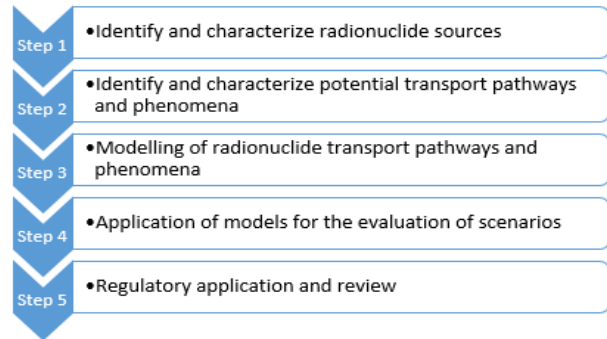 Step 1
•Identify and characterize radionuclide sources
Step 2
•Identify and characterize potential transport pathways
and phenomena
Step 3
•Modelling of radionuclide transport pathways and
phenomena
Step 4
•Application of models for the evaluation of scenarios
Step 5
•Regulatory application and review